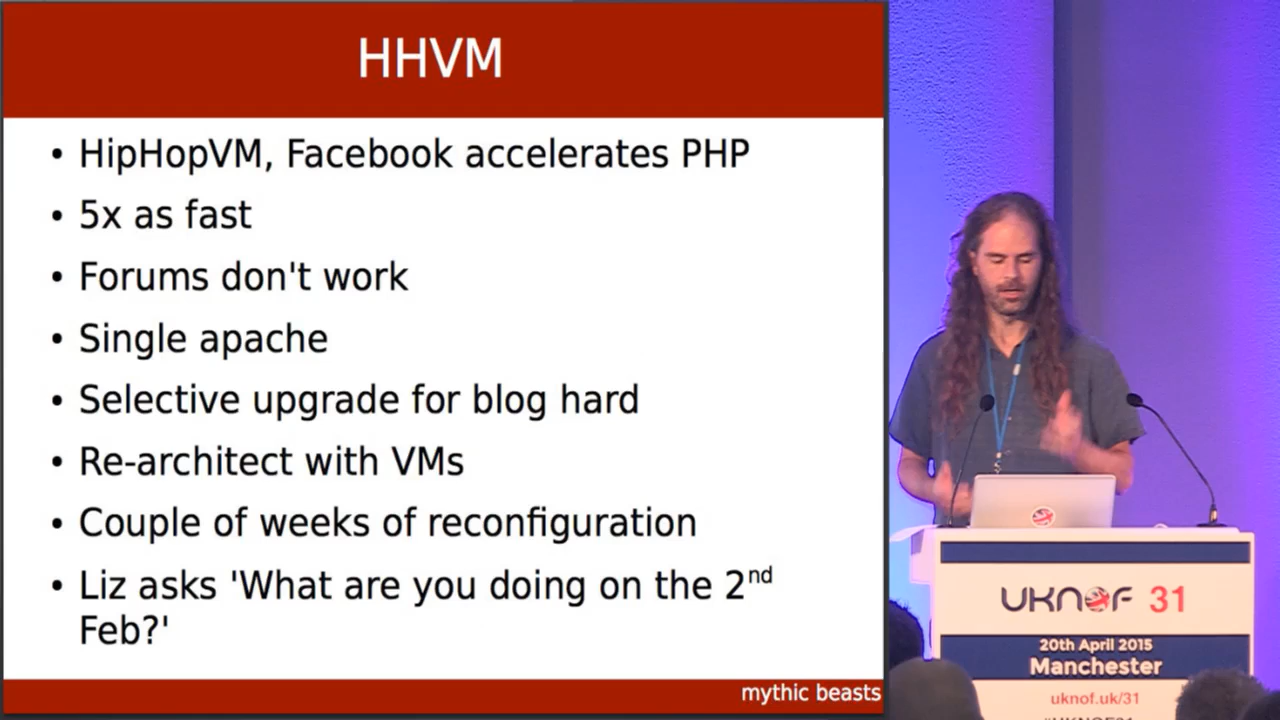 HHVM
• HipHopVM, Facebook accelerates PHP
• 5x as fast
• Forums don't work
• Single apache
• Selective upgrade for blog hard
• Re-architect with VMs
• Couple of weeks of reconfiguration
• Liz asks 'What are you doing on the 2nd
Feb?'
mythic beasts
UKNOF 31
20th April 2015
Manchester
uknof.uk/31
#UKNOF31